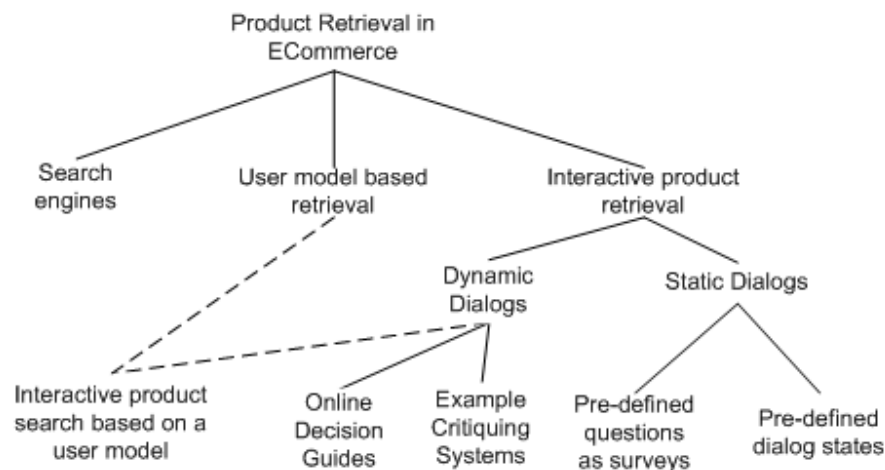 Product Retrieval in
ECommerce
Search
engines
User model based
retrieval
Interactive product
retrieval
Dynamic
Dialogs
Static Dialogs
Interactive product
search based on a
user model
Online
Decision
Guides
Example
Critiquing
Systems
Pre-defined
questions
as surveys
Pre-defined
dialog states